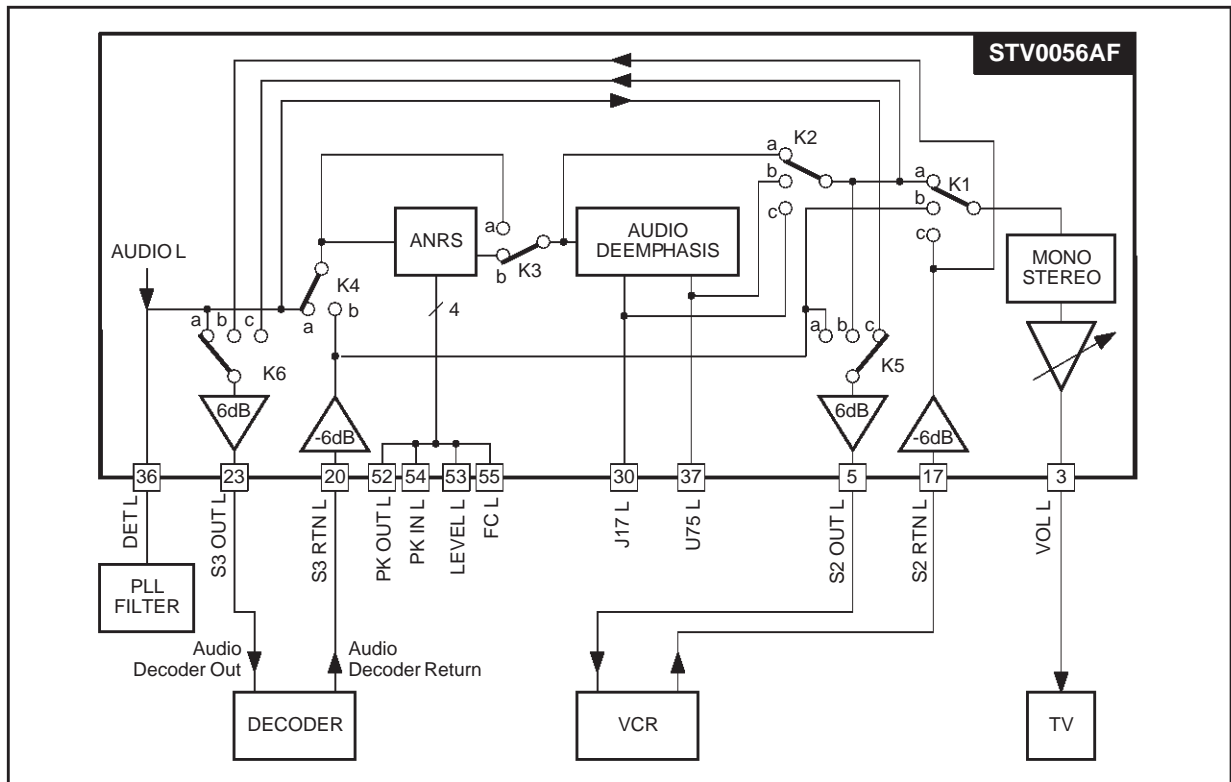 STV0056AF
K2
a
b
c
a
K1
b
c
a
ANRS
K3
b
AUDIO
DEEMPHASIS
MONO
STEREO
AUDIO L
K4
a
b
4
a
b
c
K6
a
b
c
K5
6dB
-6dB
6dB
-6dB
36
23
20
52
54
53
55
30
37
5
17
3
DET L
S3 OUT L
S3 RTN L
PK OUT L
PK IN L
LEVEL L
FC L
J17 L
U75 L
S2 OUT L
S2 RTN L
VOL L
PLL
FILTER
Audio
Decoder Out
Audio
Decoder Return
DECODER
VCR
TV